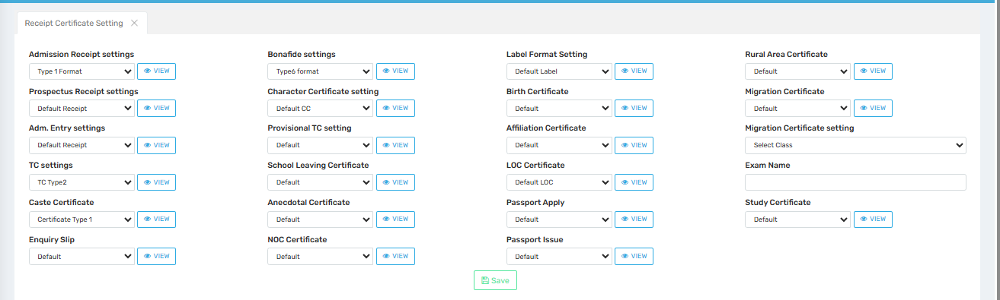 Receipt Certificate Setting
Admission Receipt settings
Type 1 Format VIEW
Prospectus Receipt settings
Default Receipt VIEW
Adm. Entry settings
Default Receipt VIEW
TC settings
TC Type2 VIEW
Caste Certificate
Certificate Type 1 VIEW
Enquiry Slip
Default VIEW
Bonafide settings
Type6 format VIEW
Character Certificate setting
Default CC VIEW
Provisional TC setting
Default VIEW
School Leaving Certificate
Default VIEW
Anecdotal Certificate
Default VIEW
NOC Certificate
Default VIEW
Label Format Setting
Default Label VIEW
Birth Certificate
Default VIEW
Affiliation Certificate
Default VIEW
LOC Certificate
Default LOC VIEW
Passport Apply
Default VIEW
Passport Issue
Default VIEW
Rural Area Certificate
Default VIEW
Migration Certificate
Default VIEW
Migration Certificate setting
Select Class
Exam Name
Study Certificate
Default VIEW
Save